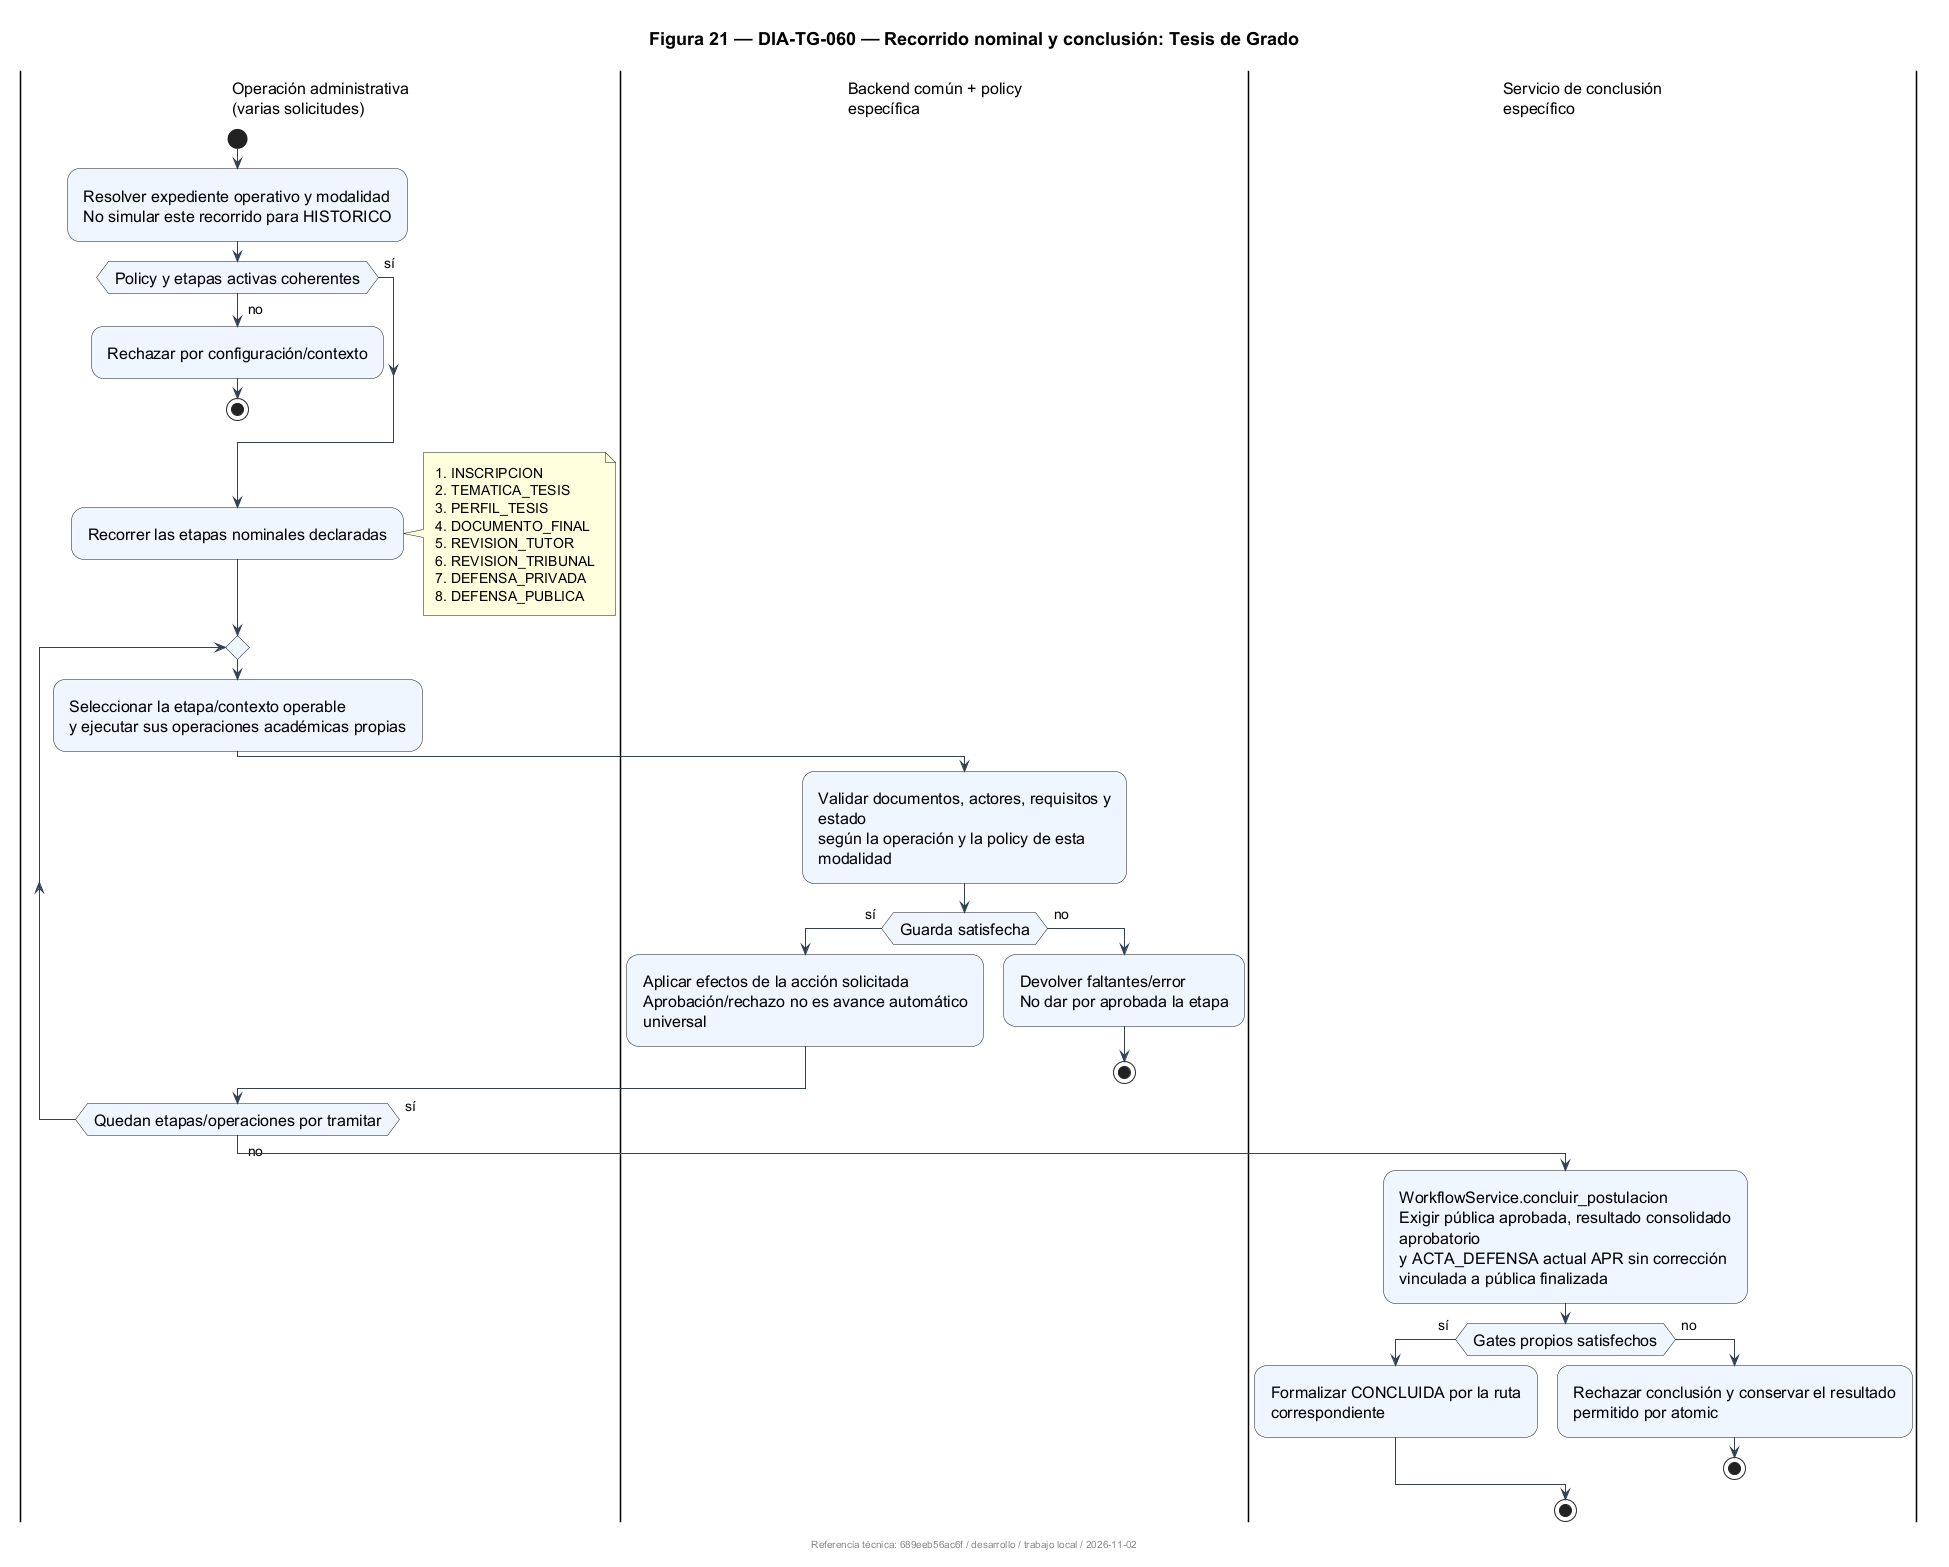 Figura 21 — DIA-TG-060 — Recorrido nominal y conclusión: Tesis de Grado
Operación administrativa
(varias solicitudes)
Backend común + policy
específica
Servicio de conclusión
específico
Resolver expediente operativo y modalidad
No simular este recorrido para HISTORICO
Policy y etapas activas coherentes
sí
no
Rechazar por configuración/contexto
Recorrer las etapas nominales declaradas
1. INSCRIPCION
2. TEMATICA_TESIS
3. PERFIL_TESIS
4. DOCUMENTO_FINAL
5. REVISION_TUTOR
6. REVISION_TRIBUNAL
7. DEFENSA_PRIVADA
8. DEFENSA_PUBLICA
Seleccionar la etapa/contexto operable
y ejecutar sus operaciones académicas propias
Validar documentos, actores, requisitos y
estado
según la operación y la policy de esta
modalidad
Guarda satisfecha
sí
no
Aplicar efectos de la acción solicitada
Aprobación/rechazo no es avance automático
universal
Devolver faltantes/error
No dar por aprobada la etapa
Quedan etapas/operaciones por tramitar
sí
no
WorkflowService.concluir_postulacion
Exigir pública aprobada, resultado consolidado
aprobatorio
y ACTA_DEFENSA actual APR sin corrección
vinculada a pública finalizada
Gates propios satisfechos
sí
no
Formalizar CONCLUIDA por la ruta
correspondiente
Rechazar conclusión y conservar el resultado
permitido por atomic
Referencia técnica: 689eeb56ac6f / desarrollo / trabajo local / 2026-11-02